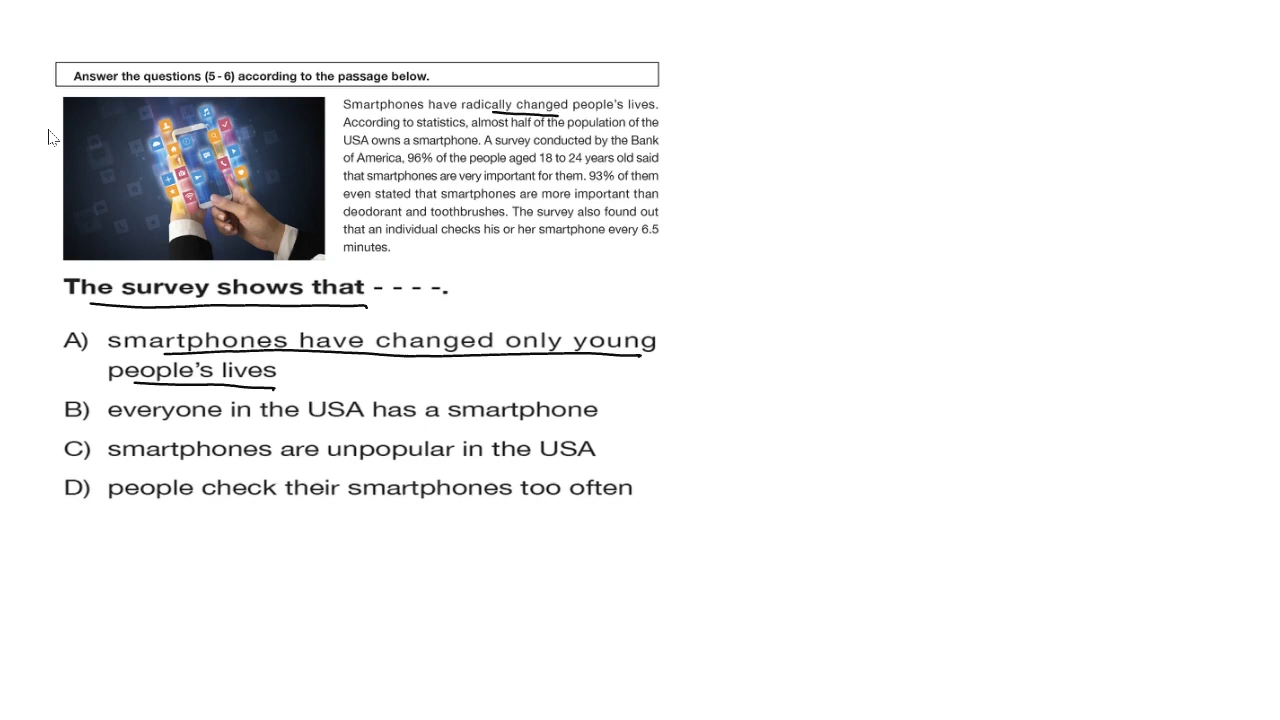 Answer the questions (5 - 6) according to the passage below.
Smartphones have radically changed people's lives.
According to statistics, almost half of the population of the
USA owns a smartphone. A survey conducted by the Bank
of America, 96% of the people aged 18 to 24 years old said
that smartphones are very important for them. 93% of them
even stated that smartphones are more important than
deodorant and toothbrushes. The survey also found out
that an individual checks his or her smartphone every 6.5
minutes.
The survey shows that - - - -.
A) smartphones have changed only young
people's lives
B) everyone in the USA has a smartphone
C) smartphones are unpopular in the USA
D) people check their smartphones too often